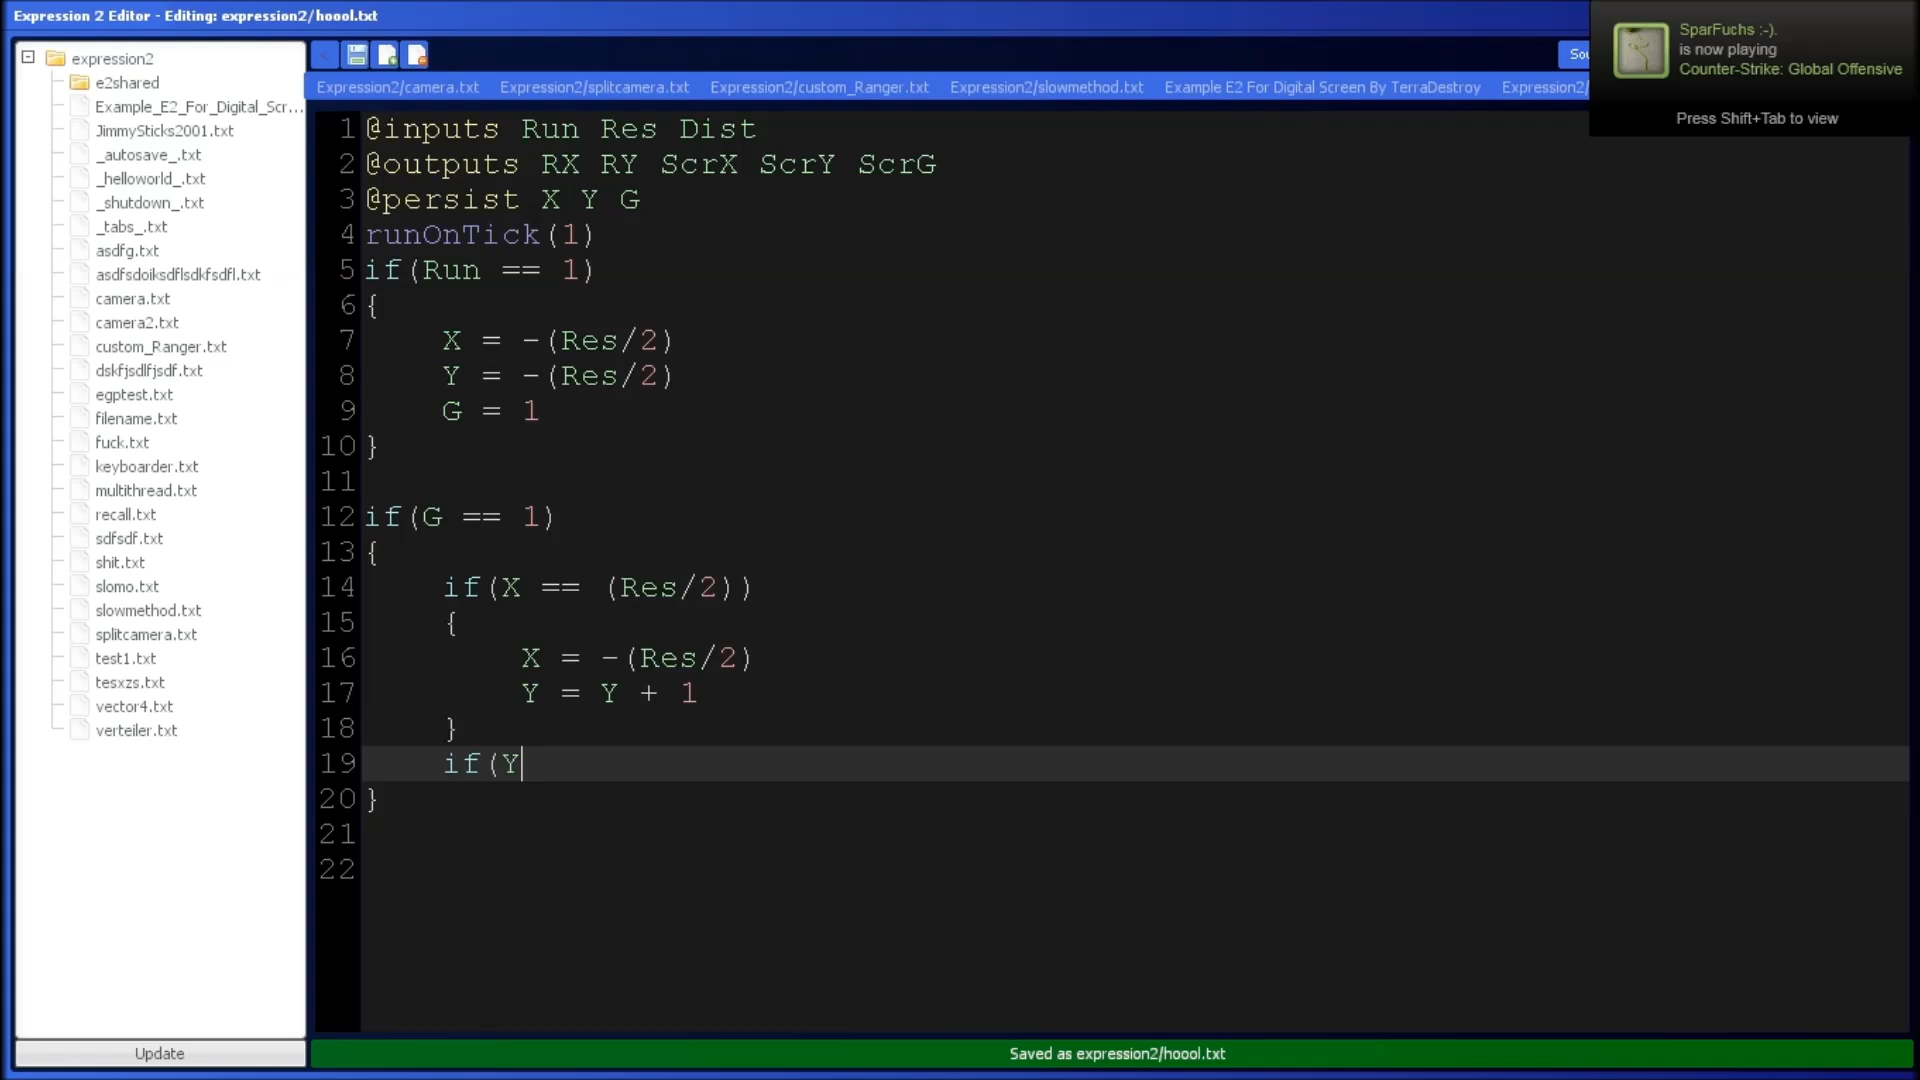 Expression 2 Editor - Editing: expression2/hoool.txt
expression2
e2shared
Example_E2_For_Digital_Scr...
JimmySticks2001.txt
_autosave_.txt
_helloworld_.txt
_shutdown_.txt
_tabs_.txt
asdfg.txt
asdfsdoiksdflsdkfsdfl.txt
camera.txt
camera2.txt
custom_Ranger.txt
dskfjsdlfjsdf.txt
egptest.txt
filename.txt
fuck.txt
keyboarder.txt
multithread.txt
recall.txt
sdfsdf.txt
shit.txt
slomo.txt
slowmethod.txt
splitcamera.txt
test1.txt
tesxzs.txt
vector4.txt
verteiler.txt
Update
Sou
Expression2/camera.txt Expression2/splitcamera.txt Expression2/custom_Ranger.txt Expression2/slowmethod.txt Example E2 For Digital Screen By TerraDestroy Expression2/
1 @inputs Run Res Dist
2 @outputs RX RY ScrX ScrY ScrG
3 @persist X Y G
4 runOnTick(1)
5 if(Run == 1)
6 {
7 X = -(Res/2)
8 Y = -(Res/2)
9 G = 1
10 }
11
12 if(G == 1)
13 {
14 if(X == (Res/2))
15 {
16 X = -(Res/2)
17 Y = Y + 1
18 }
19 if(Y
20 }
21
22
Saved as expression2/hoool.txt
SparFuchs :-).
is now playing
Counter-Strike: Global Offensive
Press Shift+Tab to view